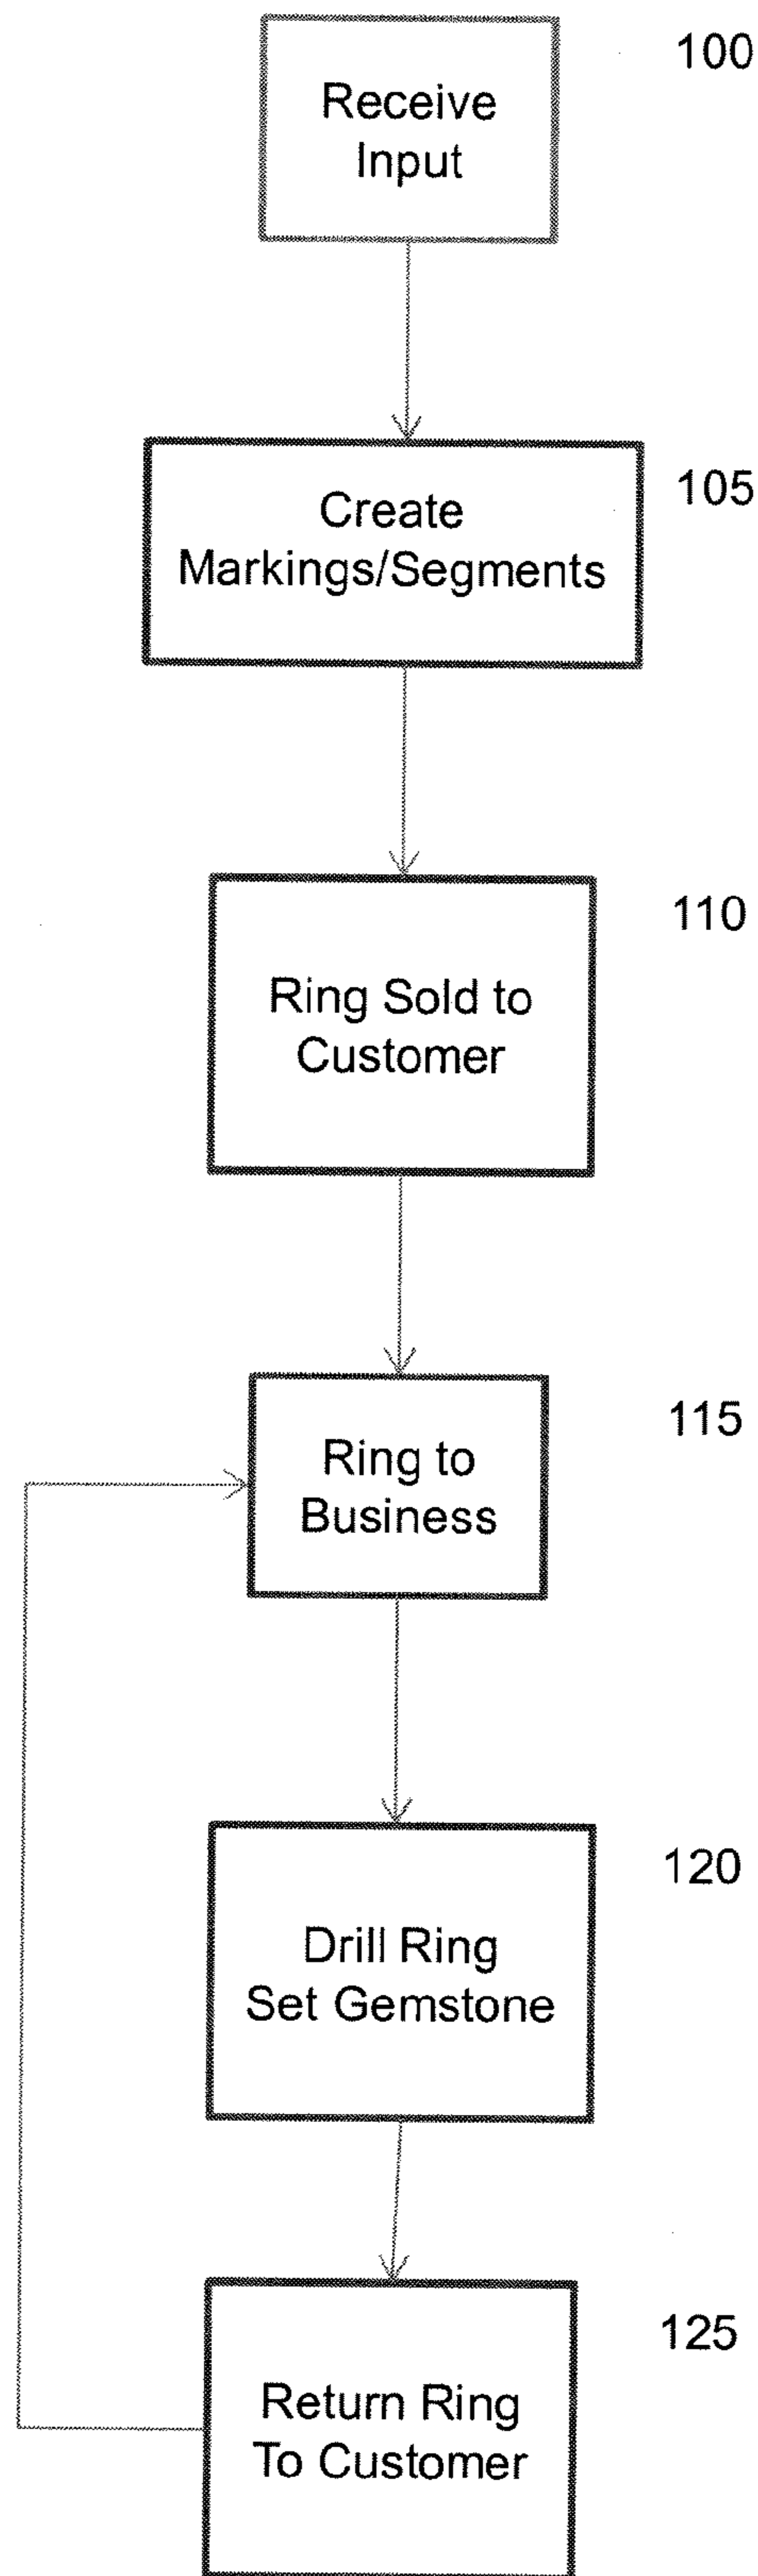 100
Receive
Input
105
Create
Markings/Segments
110
Ring Sold to
Customer
115
Ring to
Business
120
Drill Ring
Set Gemstone
125
Return Ring
To Customer